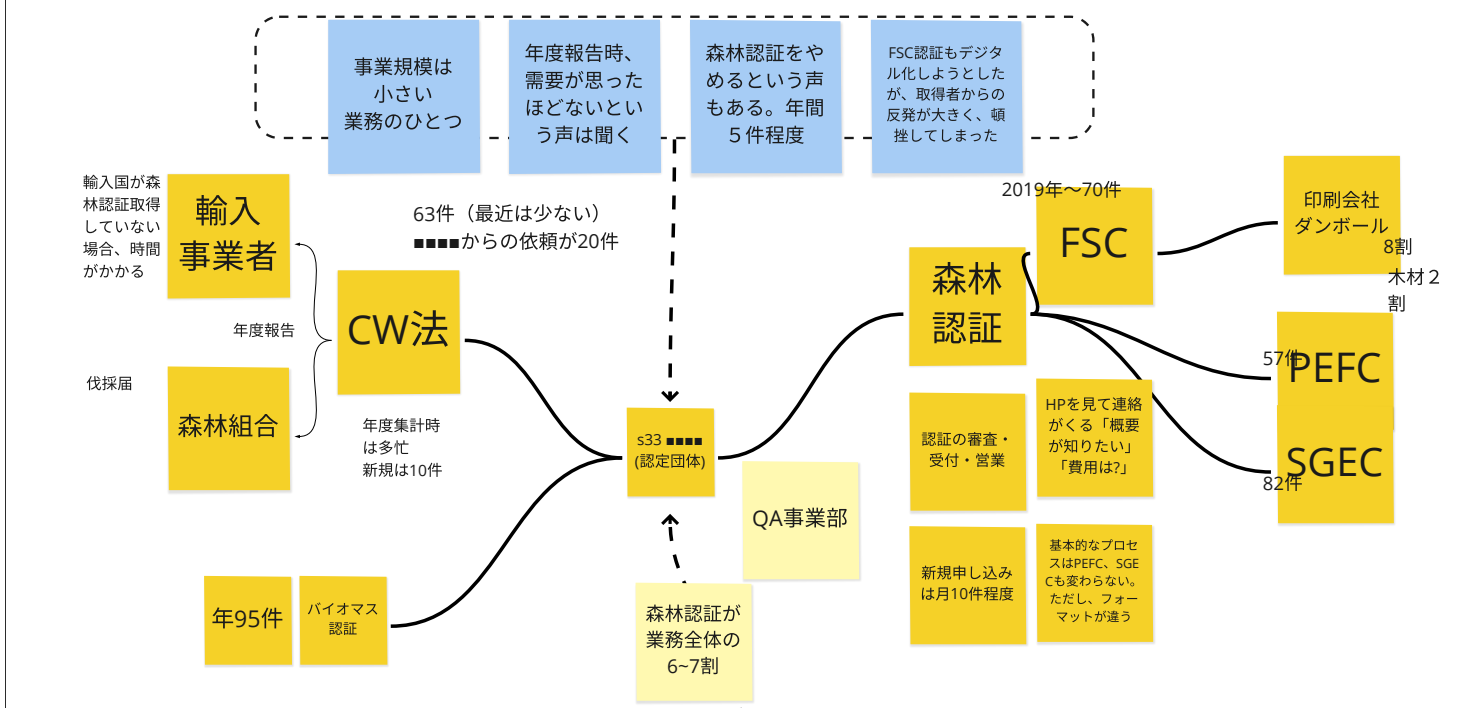 事業規模は
小さい
業務のひとつ
年度報告時、
需要が思った
ほどないとい
う声は聞く
森林認証をや
めるという声
もある。年間
５件程度
FSC認証もデジタ
ル化しようとした
が、取得者からの
反発が大きく、頓
挫してしまった
輸入国が森
林認証取得
していない
場合、時間
がかかる
輸入
事業者
63件（最近は少ない）
■■■■からの依頼が20件
CW法
年度報告
伐採届
森林組合
年度集計時
は多忙
新規は10件
年95件
バイオマス
認証
s33 ■■■■
(認定団体)
QA事業部
森林認証が
業務全体の
6~7割
森林
認証
2019年〜70件
FSC
印刷会社
ダンボール
8割
木材２
割
57件
PEFC
SGEC
82件
認証の審査・
受付・営業
HPを見て連絡
がくる「概要
が知りたい」
「費用は?」
新規申し込み
は月10件程度
基本的なプロセ
スはPEFC、SGE
Cも変わらない。
ただし、フォー
マットが違う